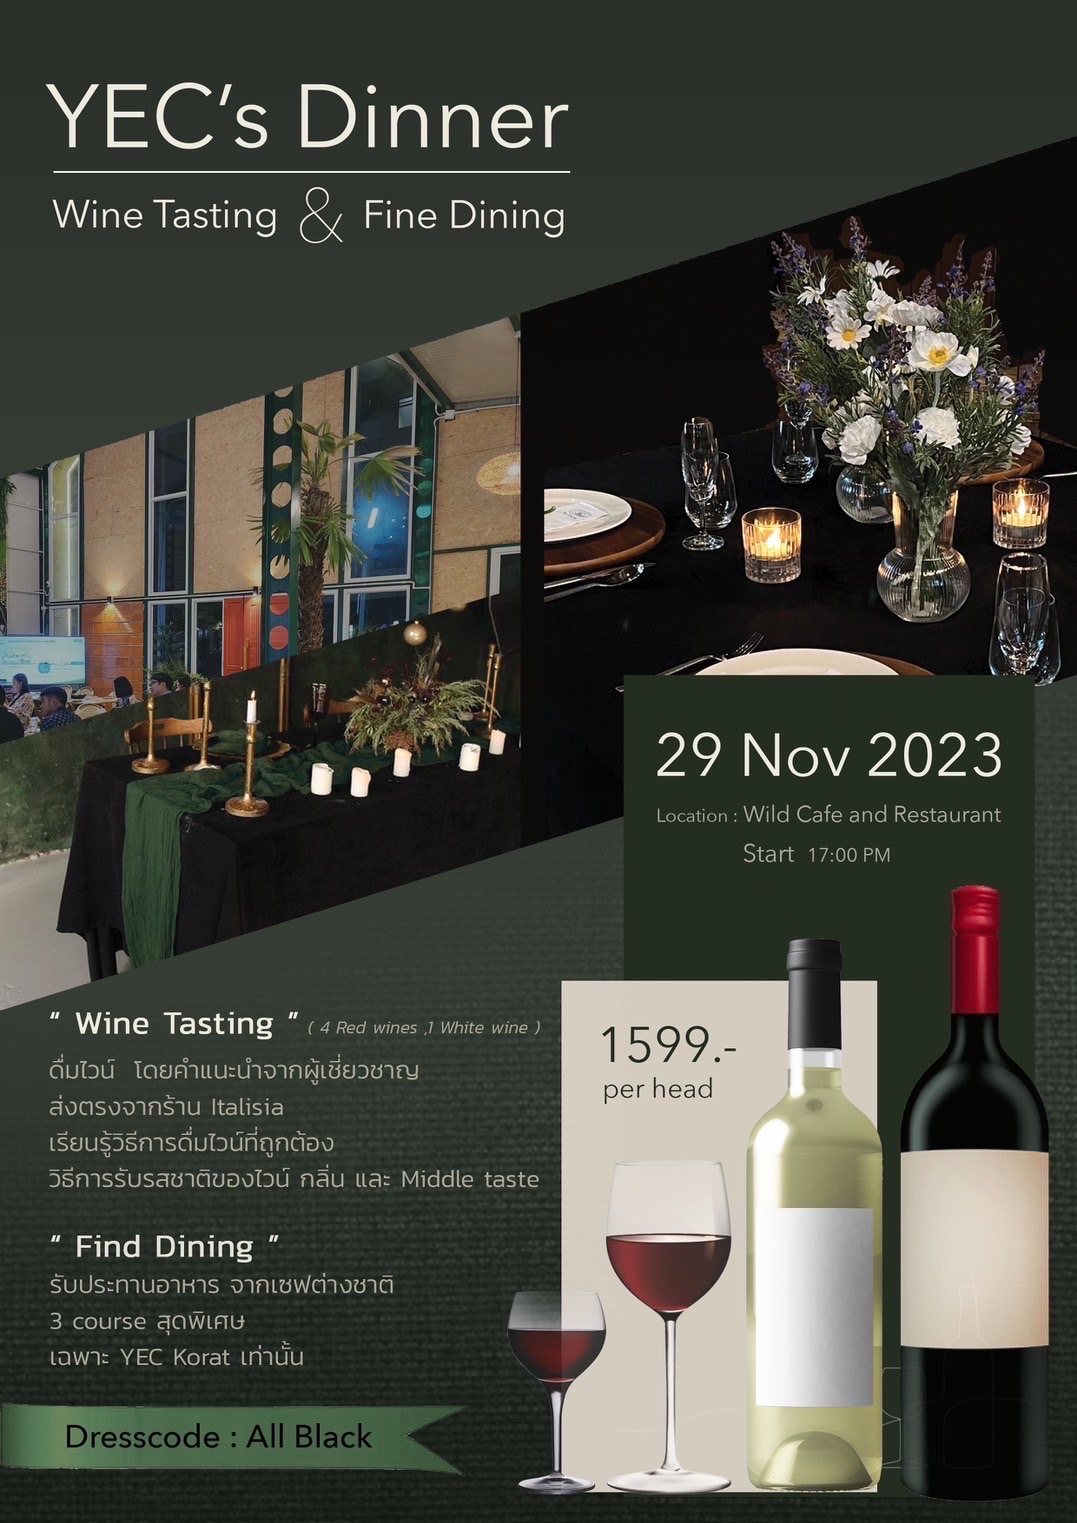 YEC's Dinner
Wine Tasting & Fine Dining
29 Nov 2023
Location : Wild Cafe and Restaurant
Start 17:00 PM
" Wine Tasting " ( 4 Red wines ,1 White wine )
ดื่มไวน์ โดยคำแนะนำจากผู้เชี่ยวชาญ
ส่งตรงจากร้าน Italisia
เรียนรู้วิธีการดื่มไวน์ที่ถูกต้อง
วิธีการรับรสชาติของไวน์ กลิ่น และ Middle taste
1599.-
per head
" Find Dining "
รับประทานอาหาร จากเชฟต่างชาติ
3 course สุดพิเศษ
เฉพาะ YEC Korat เท่านั้น
Dresscode : All Black